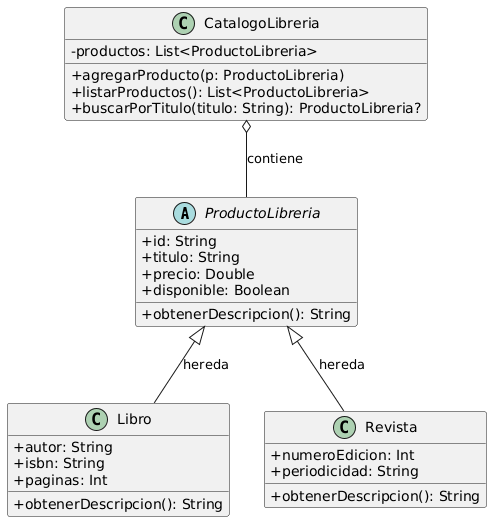 C CatalogoLibreria
-productos: List<ProductoLibreria>
+agregarProducto(p: ProductoLibreria)
+listarProductos(): List<ProductoLibreria>
+buscarPorTitulo(titulo: String): ProductoLibreria?
contiene
A ProductoLibreria
+id: String
+titulo: String
+precio: Double
+disponible: Boolean
+obtenerDescripcion(): String
hereda
hereda
C Libro
+autor: String
+isbn: String
+paginas: Int
+obtenerDescripcion(): String
C Revista
+numeroEdicion: Int
+periodicidad: String
+obtenerDescripcion(): String